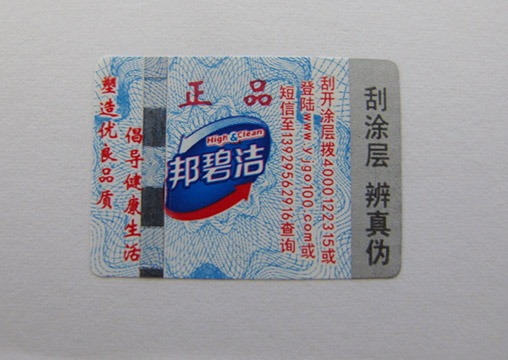 塑造优良品质
倡导健康生活
正品
High & Clean
邦碧洁
刮开涂层拨4000122315或
登陆www.yjgo100.com或
短信至13929562916查询
刮涂层 辨真伪